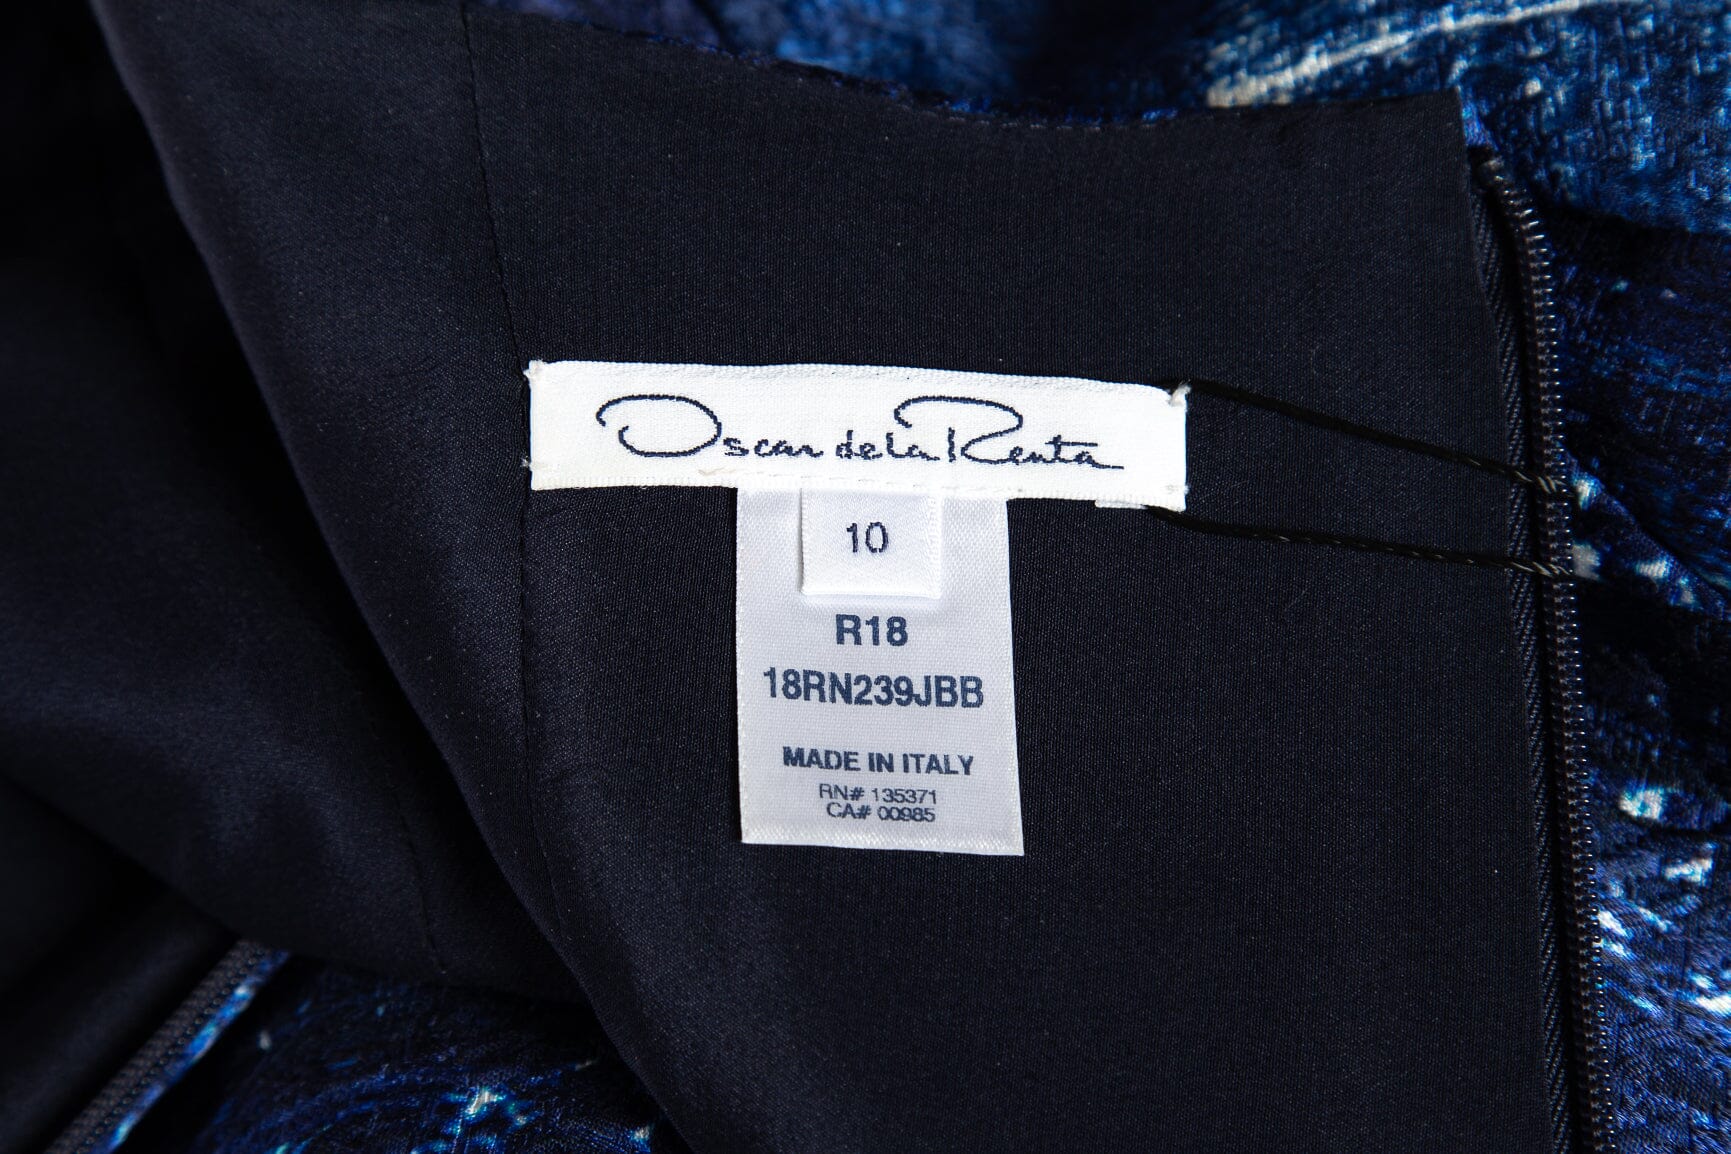 Oscar de la Renta
10
R18
18RN239JBB
MADE IN ITALY
RN# 135371
CA# 00985